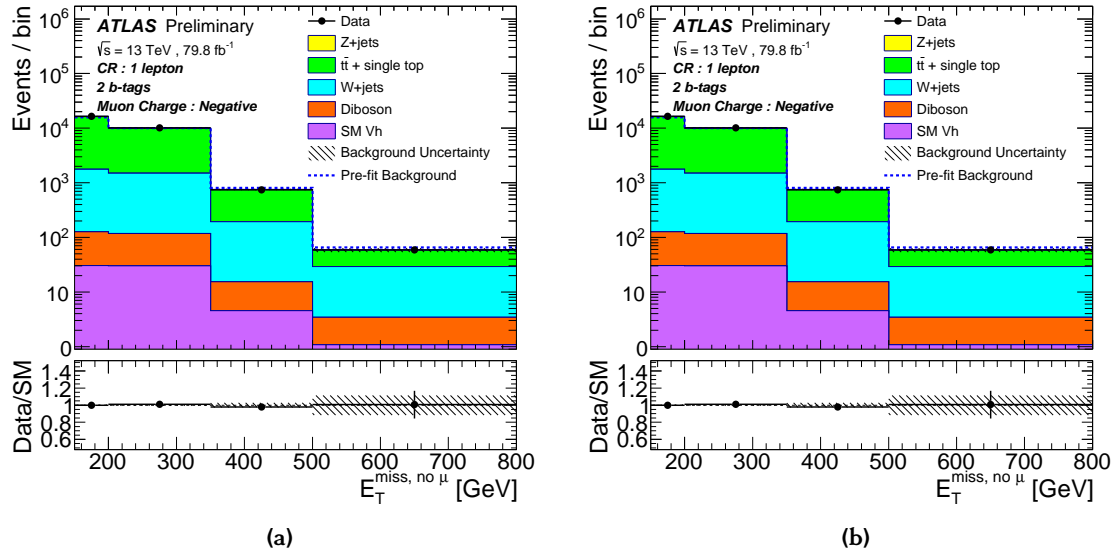 ATLAS Preliminary
√s = 13 TeV , 79.8 fb⁻¹
CR : 1 lepton
2 b-tags
Muon Charge : Negative
Data
Z+jets
tt̄ + single top
W+jets
Diboson
SM Vh
Background Uncertainty
Pre-fit Background
Events / bin
10⁶
10⁵
10⁴
10³
10²
10
0
Data/SM
1.4
1.2
1
0.8
0.6
200 300 400 500 600 700 800
E_T^{miss, no μ} [GeV]
(a)
ATLAS Preliminary
√s = 13 TeV , 79.8 fb⁻¹
CR : 1 lepton
2 b-tags
Muon Charge : Negative
Data
Z+jets
tt̄ + single top
W+jets
Diboson
SM Vh
Background Uncertainty
Pre-fit Background
Events / bin
10⁶
10⁵
10⁴
10³
10²
10
0
Data/SM
1.4
1.2
1
0.8
0.6
200 300 400 500 600 700 800
E_T^{miss, no μ} [GeV]
(b)